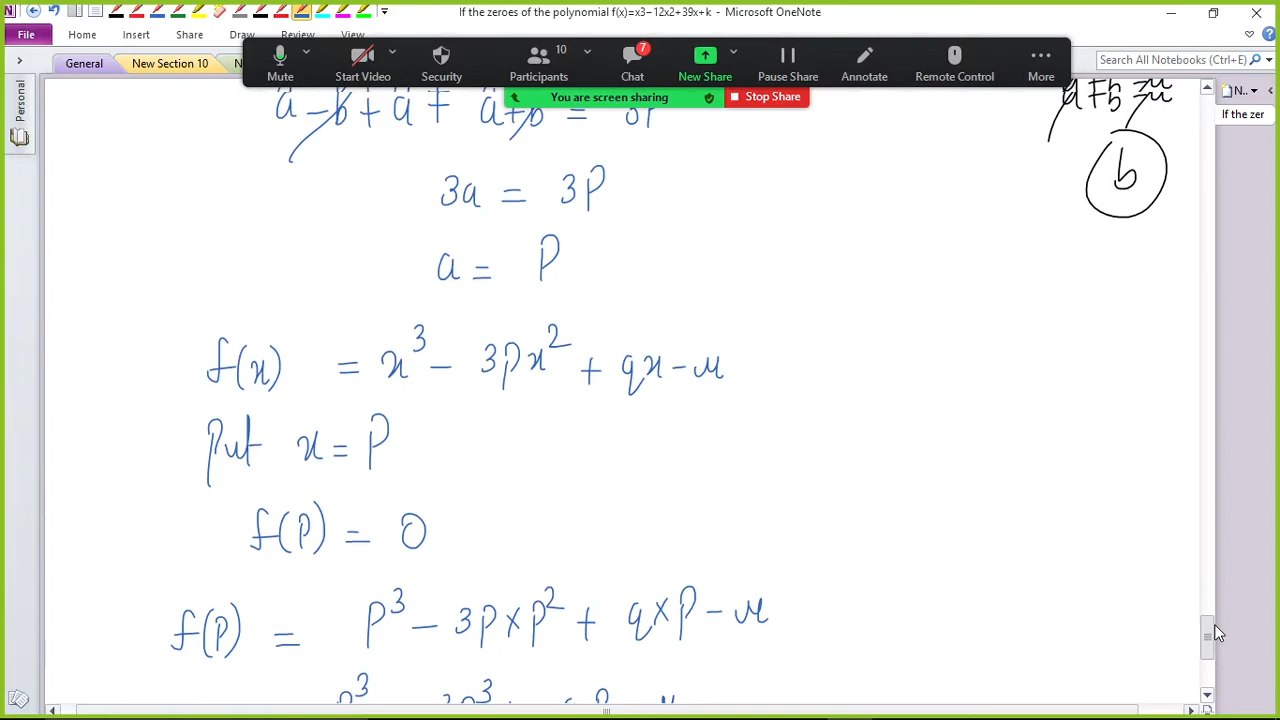 If the zeroes of the polynomial f(x)=x3−12x2+39x+k - Microsoft OneNote
File Home Insert Share Draw Review View
General New Section 10 N
Search All Notebooks (Ctrl+E)
10 7
Mute Start Video Security Participants Chat New Share Pause Share Annotate Remote Control More
You are screen sharing Stop Share
Personal
N..
If the zer
b
3a = 3P
a = P
f(x) = x³ - 3px² + qx - r
Put x = P
f(P) = 0
f(P) = P³ - 3P × P² + q × P - r